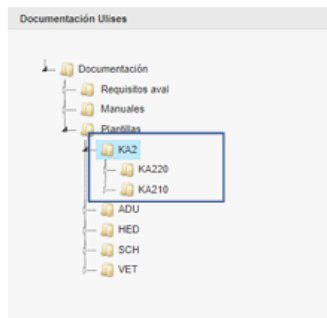 Documentación Ulises
Documentación
Requisitos aval
Manuales
Plantillas
KA2
KA220
KA210
ADU
HED
SCH
VET